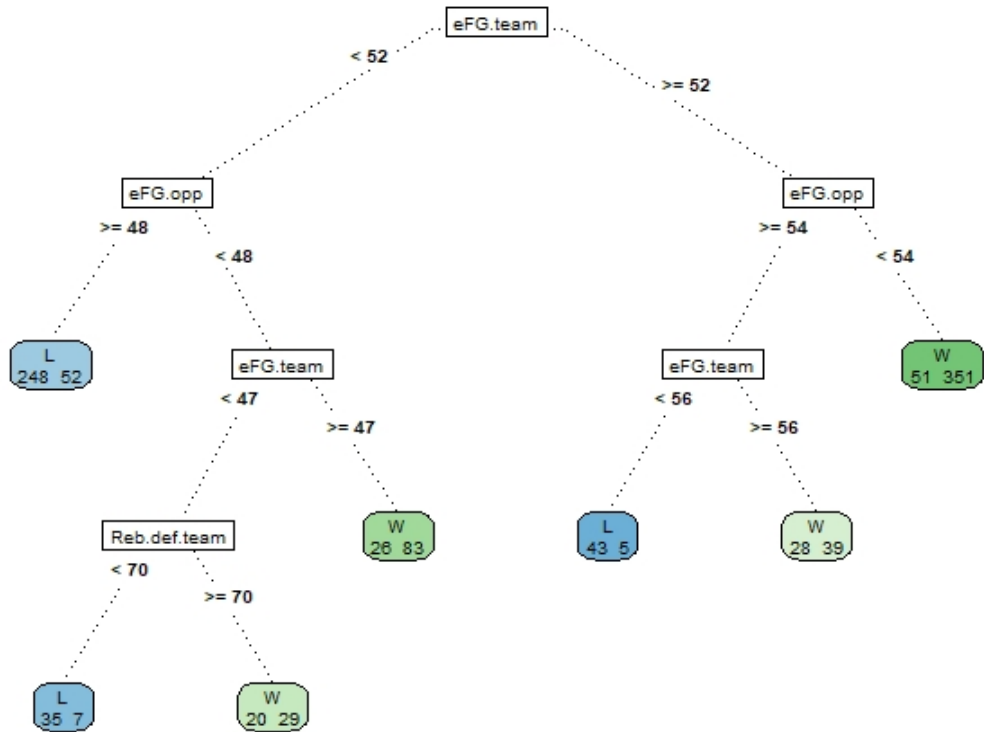 eFG.team
< 52
>= 52
eFG.opp
eFG.opp
>= 48
>= 54
< 48
< 54
L
248 52
eFG.team
eFG.team
W
51 351
< 47
< 56
>= 47
>= 56
Reb.def.team
W
26 83
L
43 5
W
28 39
< 70
>= 70
L
35 7
W
20 29